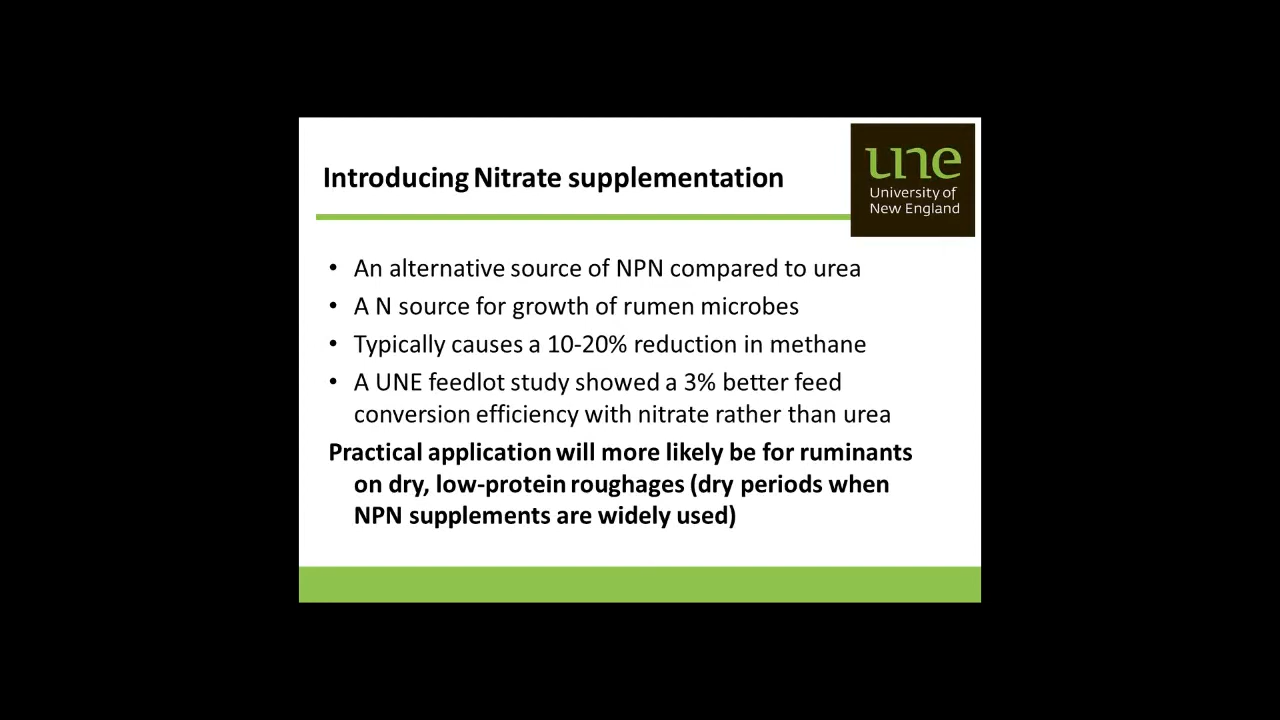 Introducing Nitrate supplementation
une
University of
New England
• An alternative source of NPN compared to urea
• A N source for growth of rumen microbes
• Typically causes a 10-20% reduction in methane
• A UNE feedlot study showed a 3% better feed
conversion efficiency with nitrate rather than urea
Practical application will more likely be for ruminants
on dry, low-protein roughages (dry periods when
NPN supplements are widely used)